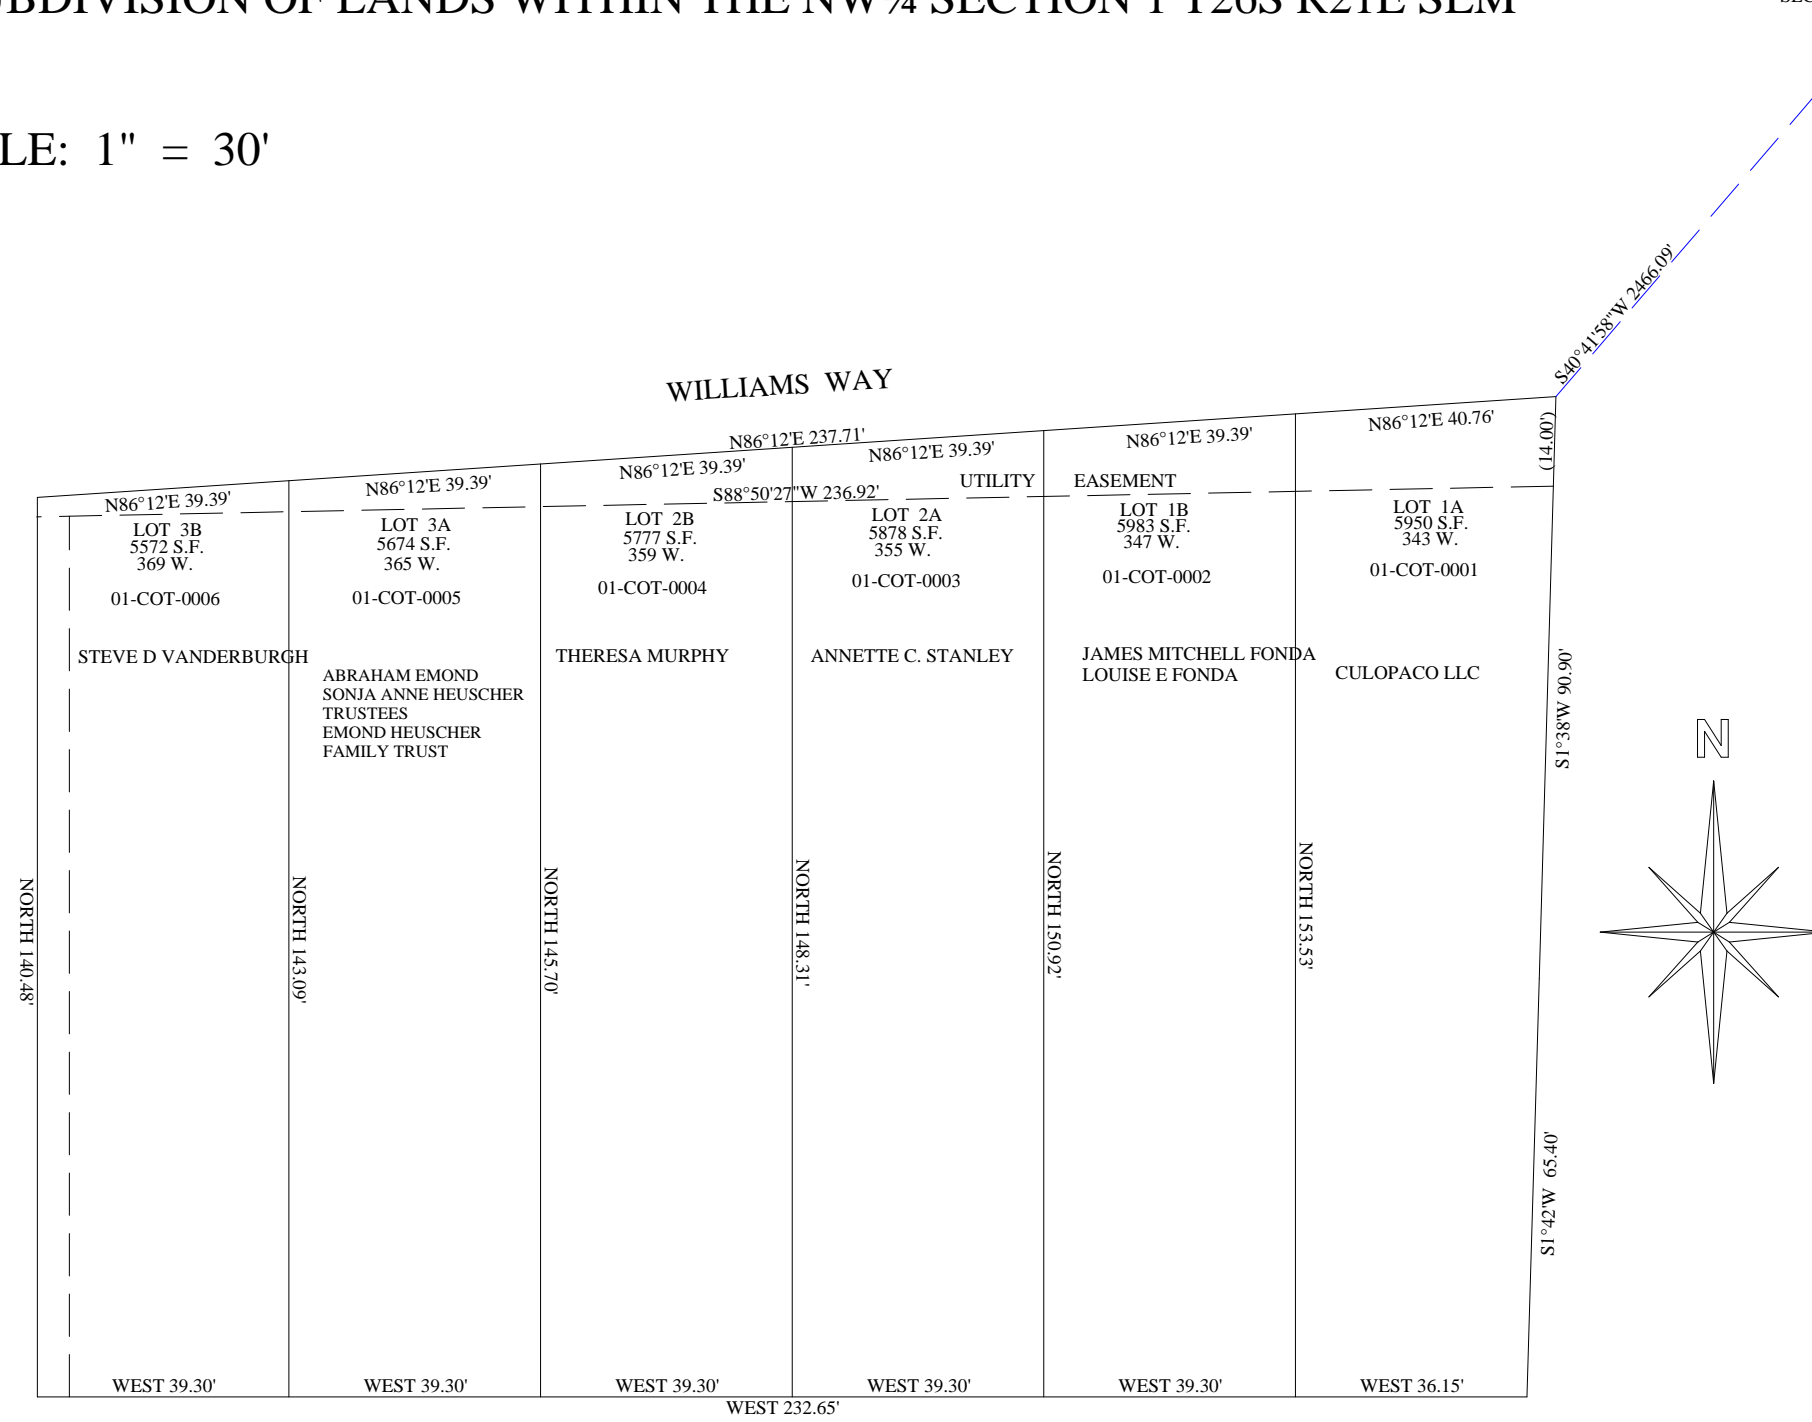 BDIVISION OF LANDS WITHIN THE NW¼ SECTION 1 T26S R21E SLM
LE: 1" = 30'
S40°41'58"W 2466.09'
WILLIAMS WAY
N86°12'E 237.71'
N86°12'E 39.39'
N86°12'E 39.39'
N86°12'E 39.39'
N86°12'E 39.39'
N86°12'E 39.39'
N86°12'E 40.76'
(14.00')
S88°50'27"W 236.92'
UTILITY EASEMENT
LOT 3B
5572 S.F.
369 W.
01-COT-0006
STEVE D VANDERBURGH
LOT 3A
5674 S.F.
365 W.
01-COT-0005
ABRAHAM EMOND
SONJA ANNE HEUSCHER
TRUSTEES
EMOND HEUSCHER
FAMILY TRUST
LOT 2B
5777 S.F.
359 W.
01-COT-0004
THERESA MURPHY
LOT 2A
5878 S.F.
355 W.
01-COT-0003
ANNETTE C. STANLEY
LOT 1B
5983 S.F.
347 W.
01-COT-0002
JAMES MITCHELL FONDA
LOUISE E FONDA
LOT 1A
5950 S.F.
343 W.
01-COT-0001
CULOPACO LLC
S1°38'W 90.90'
N
NORTH 140.48'
NORTH 143.09'
NORTH 145.70'
NORTH 148.31'
NORTH 150.92'
NORTH 153.53'
S1°42'W 65.40'
WEST 39.30'
WEST 39.30'
WEST 39.30'
WEST 39.30'
WEST 39.30'
WEST 36.15'
WEST 232.65'